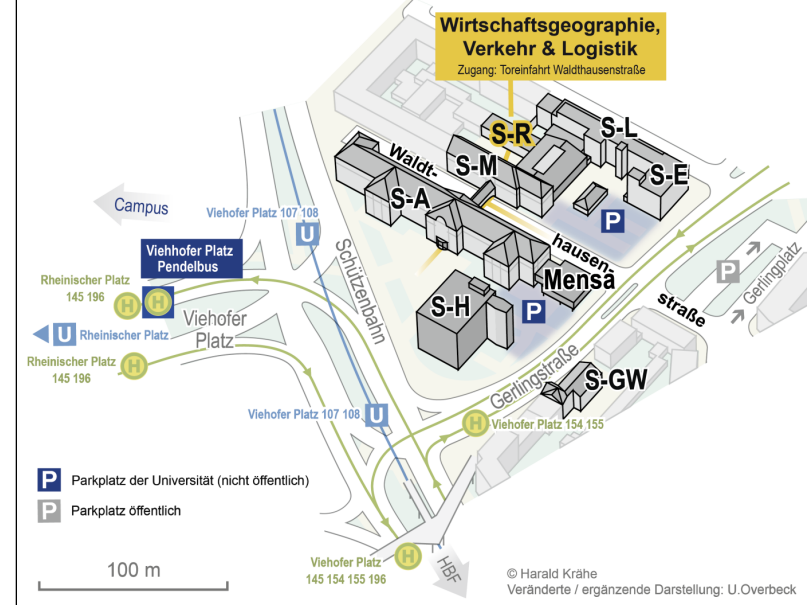 Wirtschaftsgeographie,
Verkehr & Logistik
Zugang: Toreinfahrt Waldthausenstraße
S-R
S-L
S-M
S-E
S-A
Waldt-
hausen-
straße
P
Campus
Viehofer Platz 107 108
U
Viehhofer Platz
Pendelbus
Schützenbahn
Mensa
P
Gerlingplatz
Rheinischer Platz
145 196
H
H
Viehofer
Platz
U
Rheinischer Platz
S-H
P
Rheinischer Platz
145 196
H
Gerlingstraße
S-GW
Viehofer Platz 107 108
U
H
Viehofer Platz 154 155
P
Parkplatz der Universität (nicht öffentlich)
P
Parkplatz öffentlich
Viehofer Platz
145 154 155 196
H
HBF
100 m
© Harald Krähe
Veränderte / ergänzende Darstellung: U.Overbeck